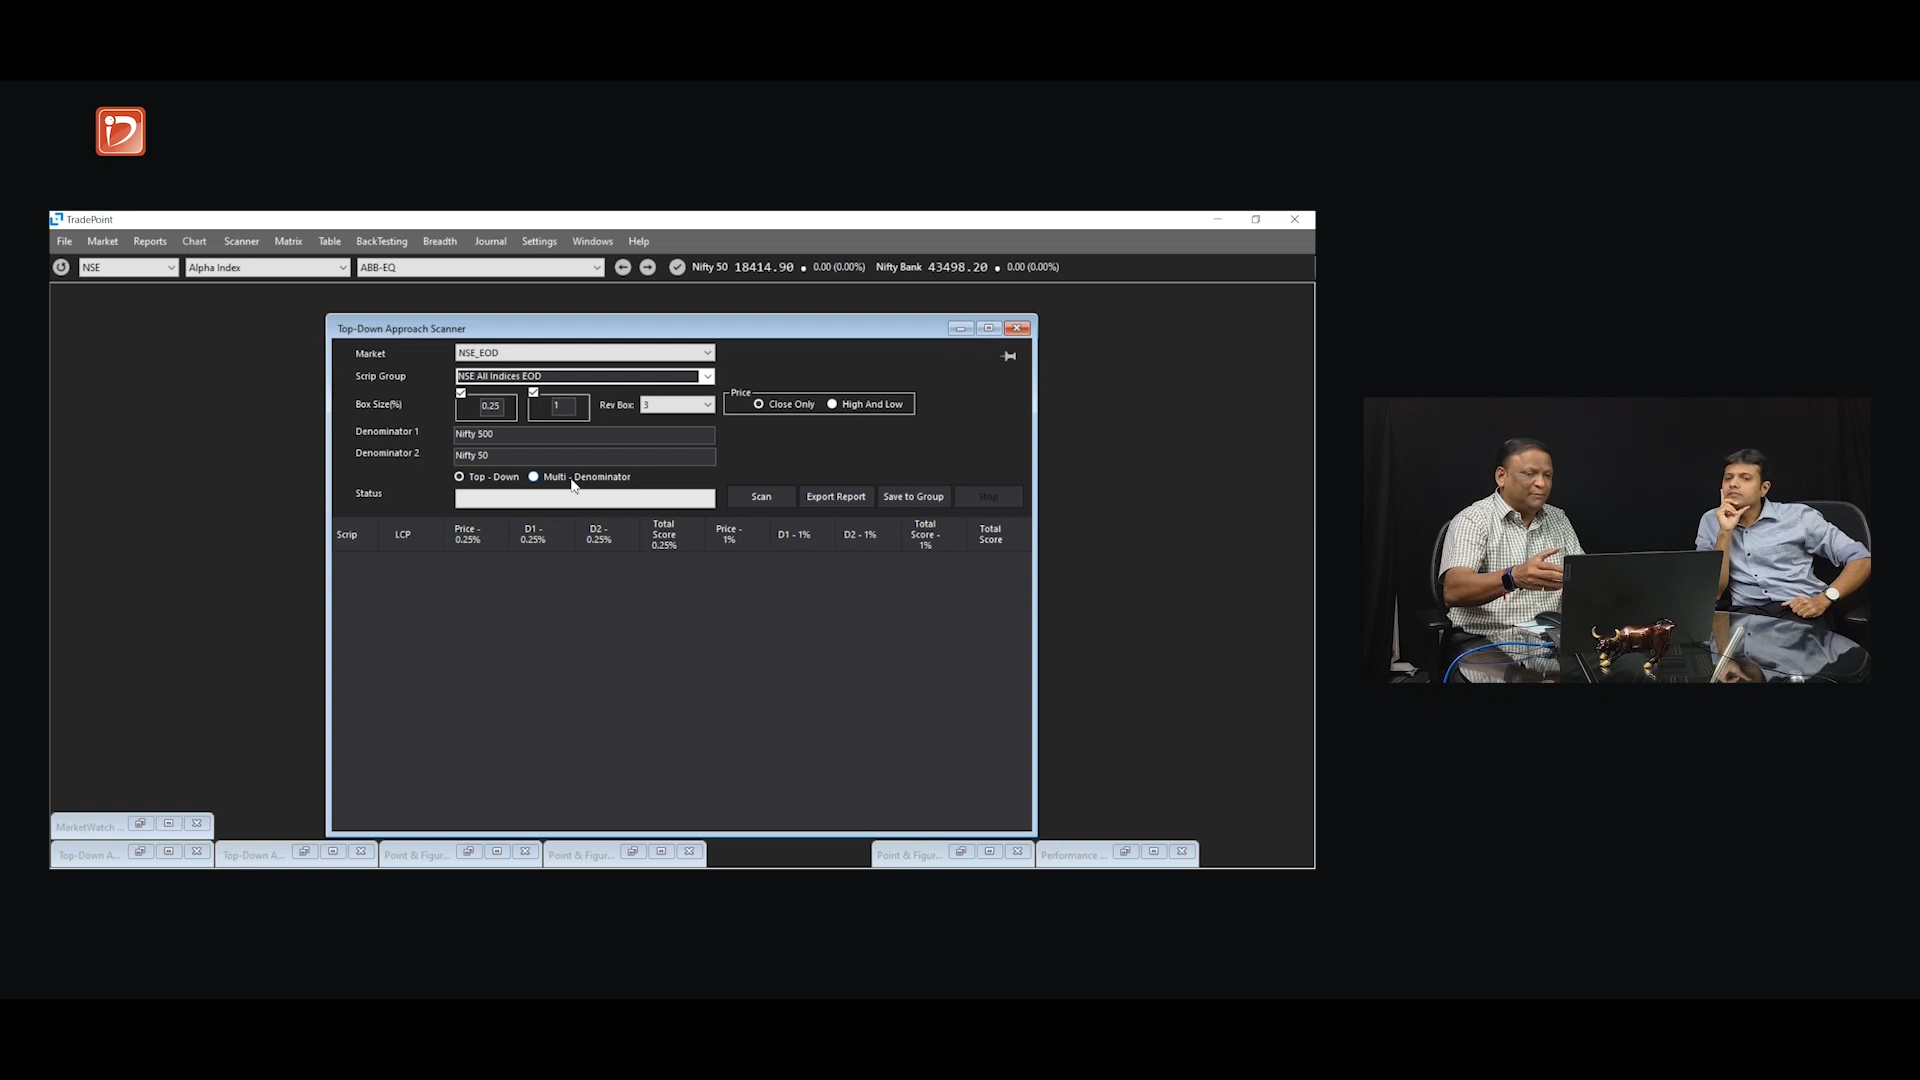 TradePoint
File Market Reports Chart Scanner Matrix Table BackTesting Breadth Journal Settings Windows Help
NSE Alpha Index ABB-EQ Nifty 50 18414.90 0.00 (0.00%) Nifty Bank 43498.20 0.00 (0.00%)
Top-Down Approach Scanner
Market NSE_EOD
Scrip Group NSE All Indices EOD
Box Size(%) 0.25 1 Rev Box: 3 Price Close Only High And Low
Denominator 1 Nifty 500
Denominator 2 Nifty 50
Top - Down Multi - Denominator
Status Scan Export Report Save to Group Stop
Scrip LCP Price - 0.25% D1 - 0.25% D2 - 0.25% Total Score 0.25% Price - 1% D1 - 1% D2 - 1% Total Score - 1% Total Score
MarketWatch ...
Top-Down A... Top-Down A... Point & Figur... Point & Figur... Point & Figur... Performance ...